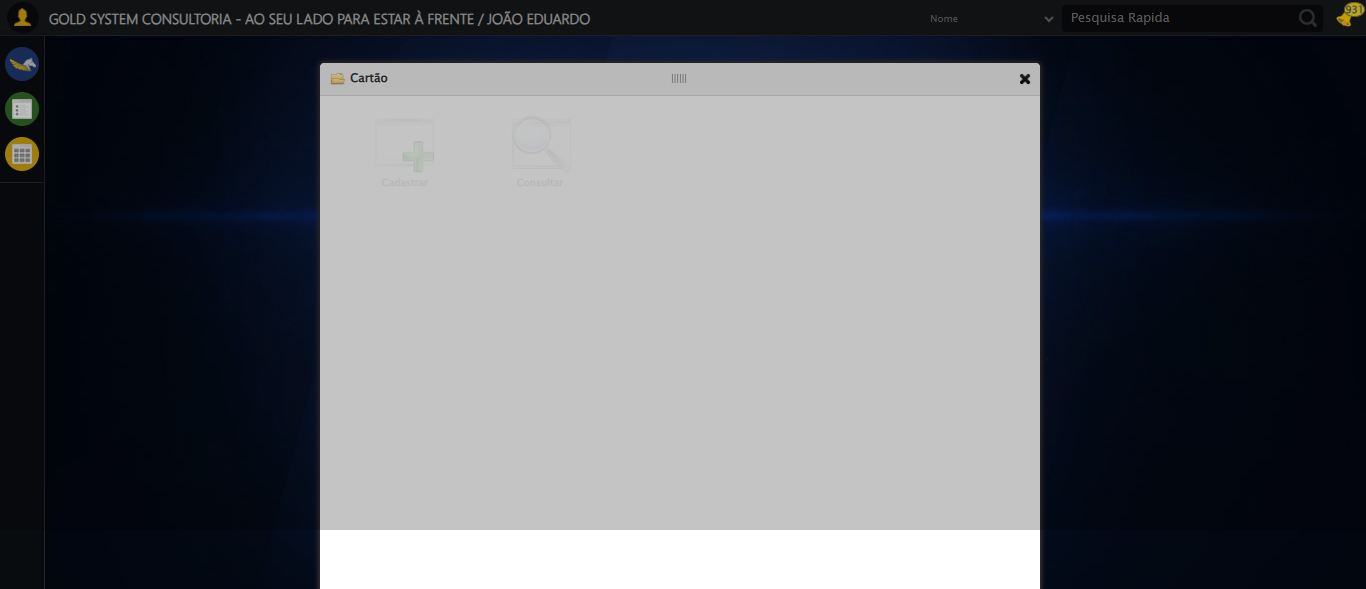 GOLD SYSTEM CONSULTORIA - AO SEU LADO PARA ESTAR À FRENTE / JOÃO EDUARDO
Nome
Pesquisa Rapida
931
Cartão
Cadastrar
Consultar